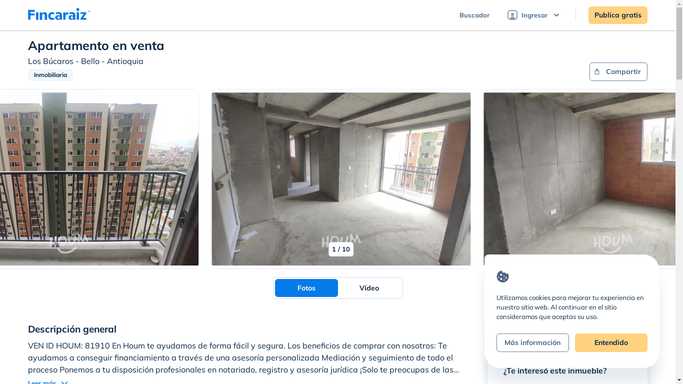 Fincaraiz
Buscador
Ingresar
Publica gratis
Apartamento en venta
Los Búcaros - Bello - Antioquia
Inmobiliaria
Compartir
HOUM
HOUM
HOUM
1 / 10
Fotos
Video
Utilizamos cookies para mejorar tu experiencia en
nuestro sitio web. Al continuar en el sitio
consideramos que aceptas su uso.
Más información
Entendido
Descripción general
VEN ID HOUM: 81910 En Houm te ayudamos de forma fácil y segura. Los beneficios de comprar con nosotros: Te
ayudamos a conseguir financiamiento a través de una asesoría personalizada Mediación y seguimiento de todo el
proceso Ponemos a tu disposición profesionales en notariado, registro y asesoría jurídica ¡Solo te preocupas de las...
Leer más
¿Te interesó este inmueble?